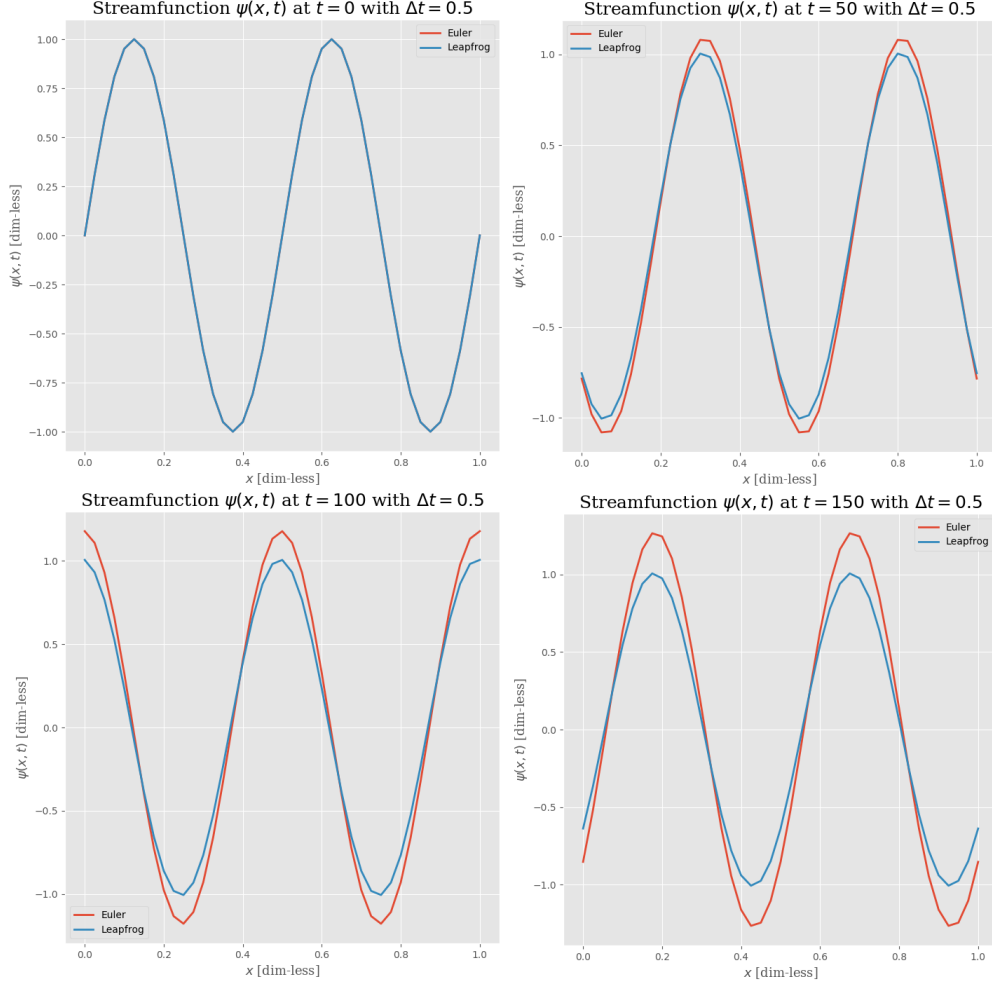 Streamfunction ψ(x, t) at t = 0 with Δt = 0.5
1.00
0.75
0.50
0.25
0.00
−0.25
−0.50
−0.75
−1.00
ψ(x, t) [dim-less]
Euler
Leapfrog
0.0 0.2 0.4 0.6 0.8 1.0
x [dim-less]
Streamfunction ψ(x, t) at t = 50 with Δt = 0.5
1.0
0.5
0.0
−0.5
−1.0
ψ(x, t) [dim-less]
Euler
Leapfrog
0.0 0.2 0.4 0.6 0.8 1.0
x [dim-less]
Streamfunction ψ(x, t) at t = 100 with Δt = 0.5
1.0
0.5
0.0
−0.5
−1.0
ψ(x, t) [dim-less]
Euler
Leapfrog
0.0 0.2 0.4 0.6 0.8 1.0
x [dim-less]
Streamfunction ψ(x, t) at t = 150 with Δt = 0.5
1.0
0.5
0.0
−0.5
−1.0
ψ(x, t) [dim-less]
Euler
Leapfrog
0.0 0.2 0.4 0.6 0.8 1.0
x [dim-less]